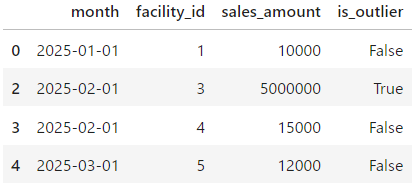 month facility_id sales_amount is_outlier
0 2025-01-01 1 10000 False
2 2025-02-01 3 5000000 True
3 2025-02-01 4 15000 False
4 2025-03-01 5 12000 False